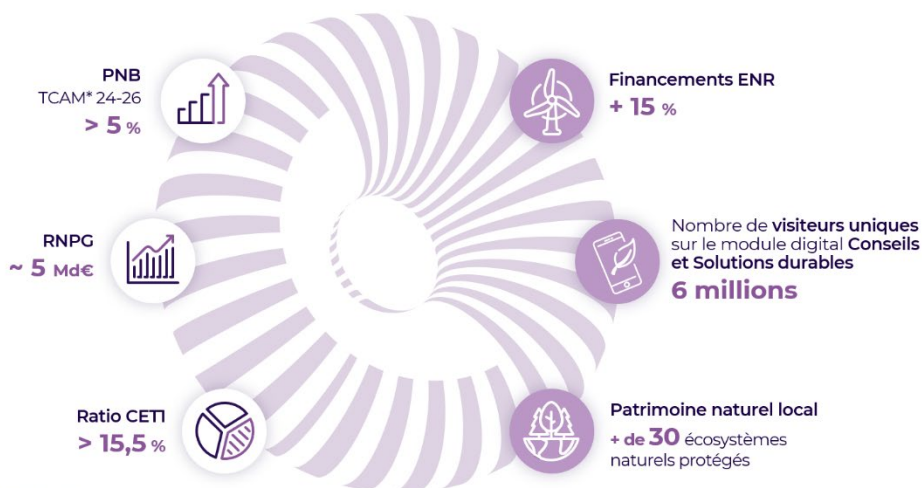 PNB
TCAM* 24-26
> 5 %
RNPG
~ 5 Md€
Ratio CET1
> 15,5 %
Financements ENR
+ 15 %
Nombre de visiteurs uniques
sur le module digital Conseils
et Solutions durables
6 millions
Patrimoine naturel local
+ de 30 écosystèmes
naturels protégés